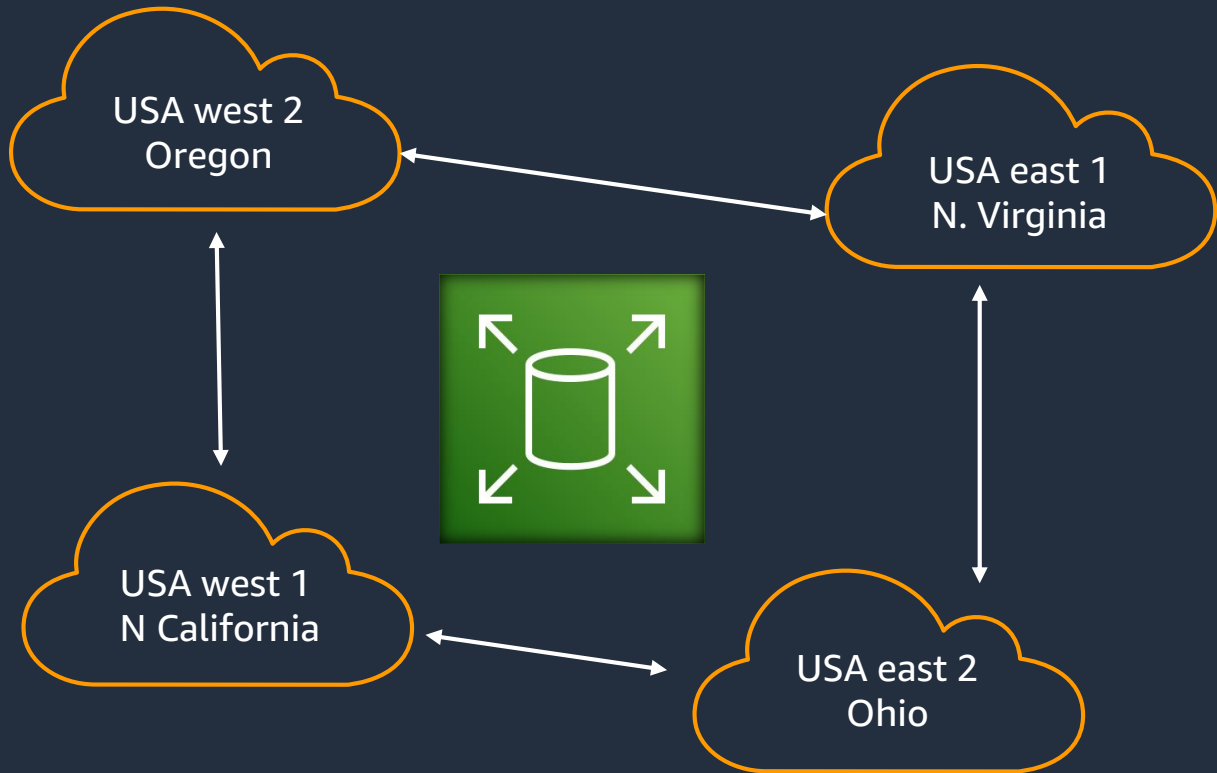 USA west 2
Oregon
USA east 1
N. Virginia
USA west 1
N California
USA east 2
Ohio